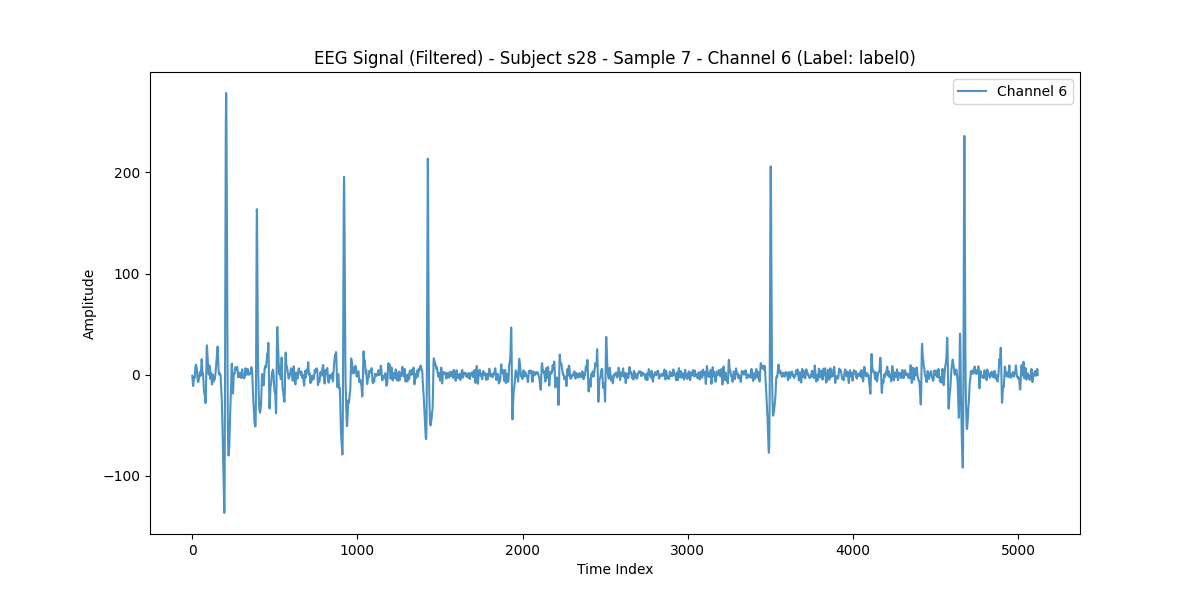 EEG Signal (Filtered) - Subject s28 - Sample 7 - Channel 6 (Label: label0)
Channel 6
200
100
0
−100
Amplitude
0 1000 2000 3000 4000 5000
Time Index